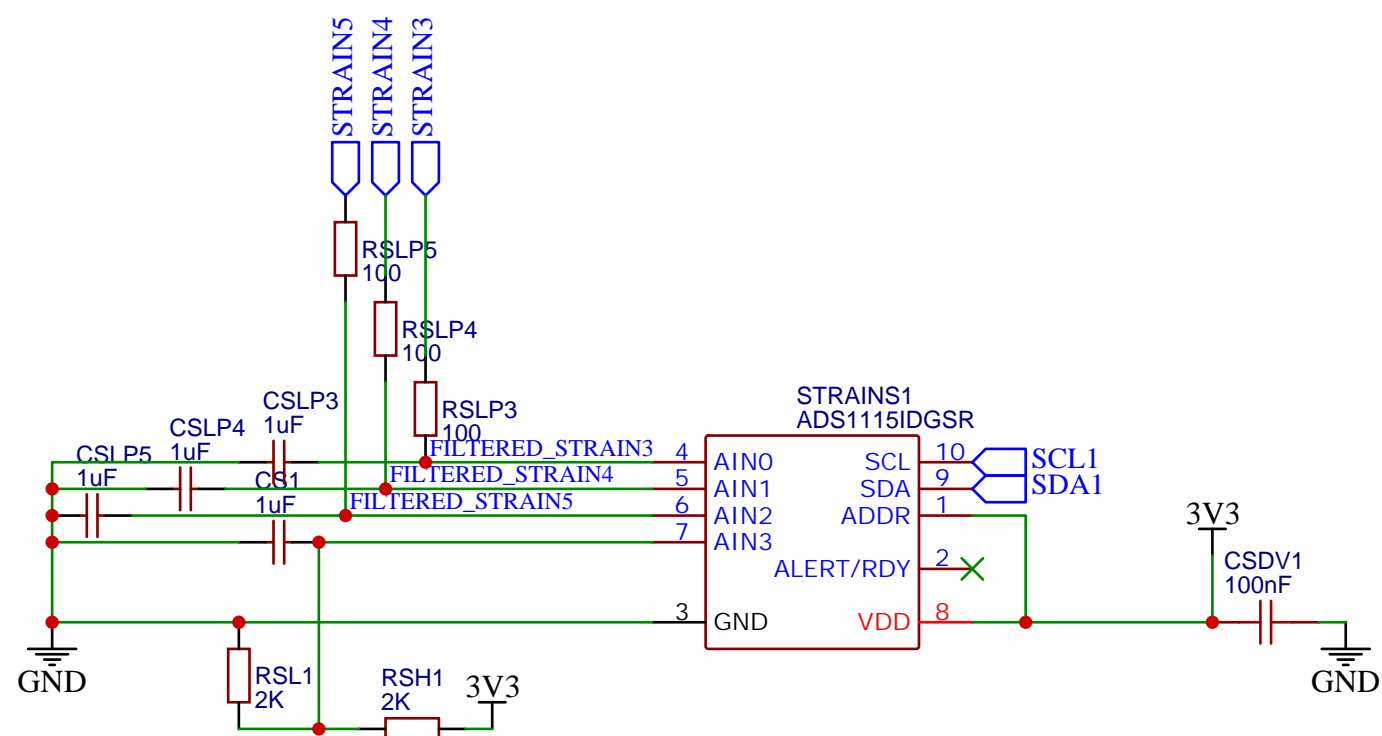 STRAIN5
STRAIN4
STRAIN3
RSLP5
100
RSLP4
100
RSLP3
100
CSLP3
1uF
CSLP4
1uF
CSLP5
1uF
CS1
1uF
FILTERED_STRAIN3
FILTERED_STRAIN4
FILTERED_STRAIN5
STRAINS1
ADS1115IDGSR
4 AIN0 SCL 10 SCL1
5 AIN1 SDA 9 SDA1
6 AIN2 ADDR 1
7 AIN3
ALERT/RDY 2
3 GND VDD 8
3V3
CSDV1
100nF
GND
GND
RSL1
2K
RSH1
2K
3V3